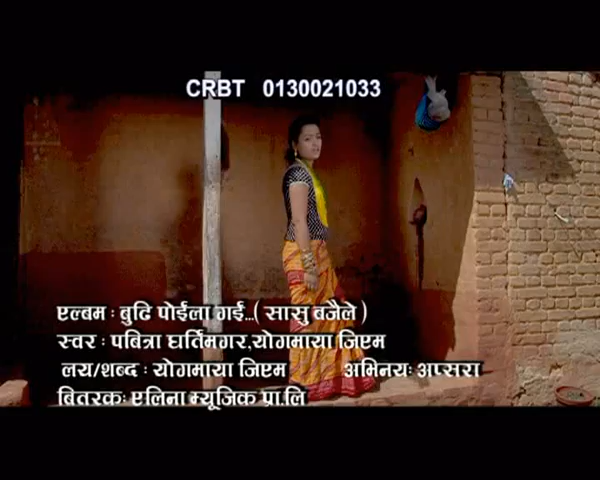 CRBT 0130021033
एल्बम : बुढि पोईला गई...( सासु बजैले )
स्वर : पबित्रा घर्तिमगर,योगमाया जिएम
लय/शब्द : योगमाया जिएम अभिनयः अप्सरा
बितरकः एलिना म्यूजिक प्रा.लि